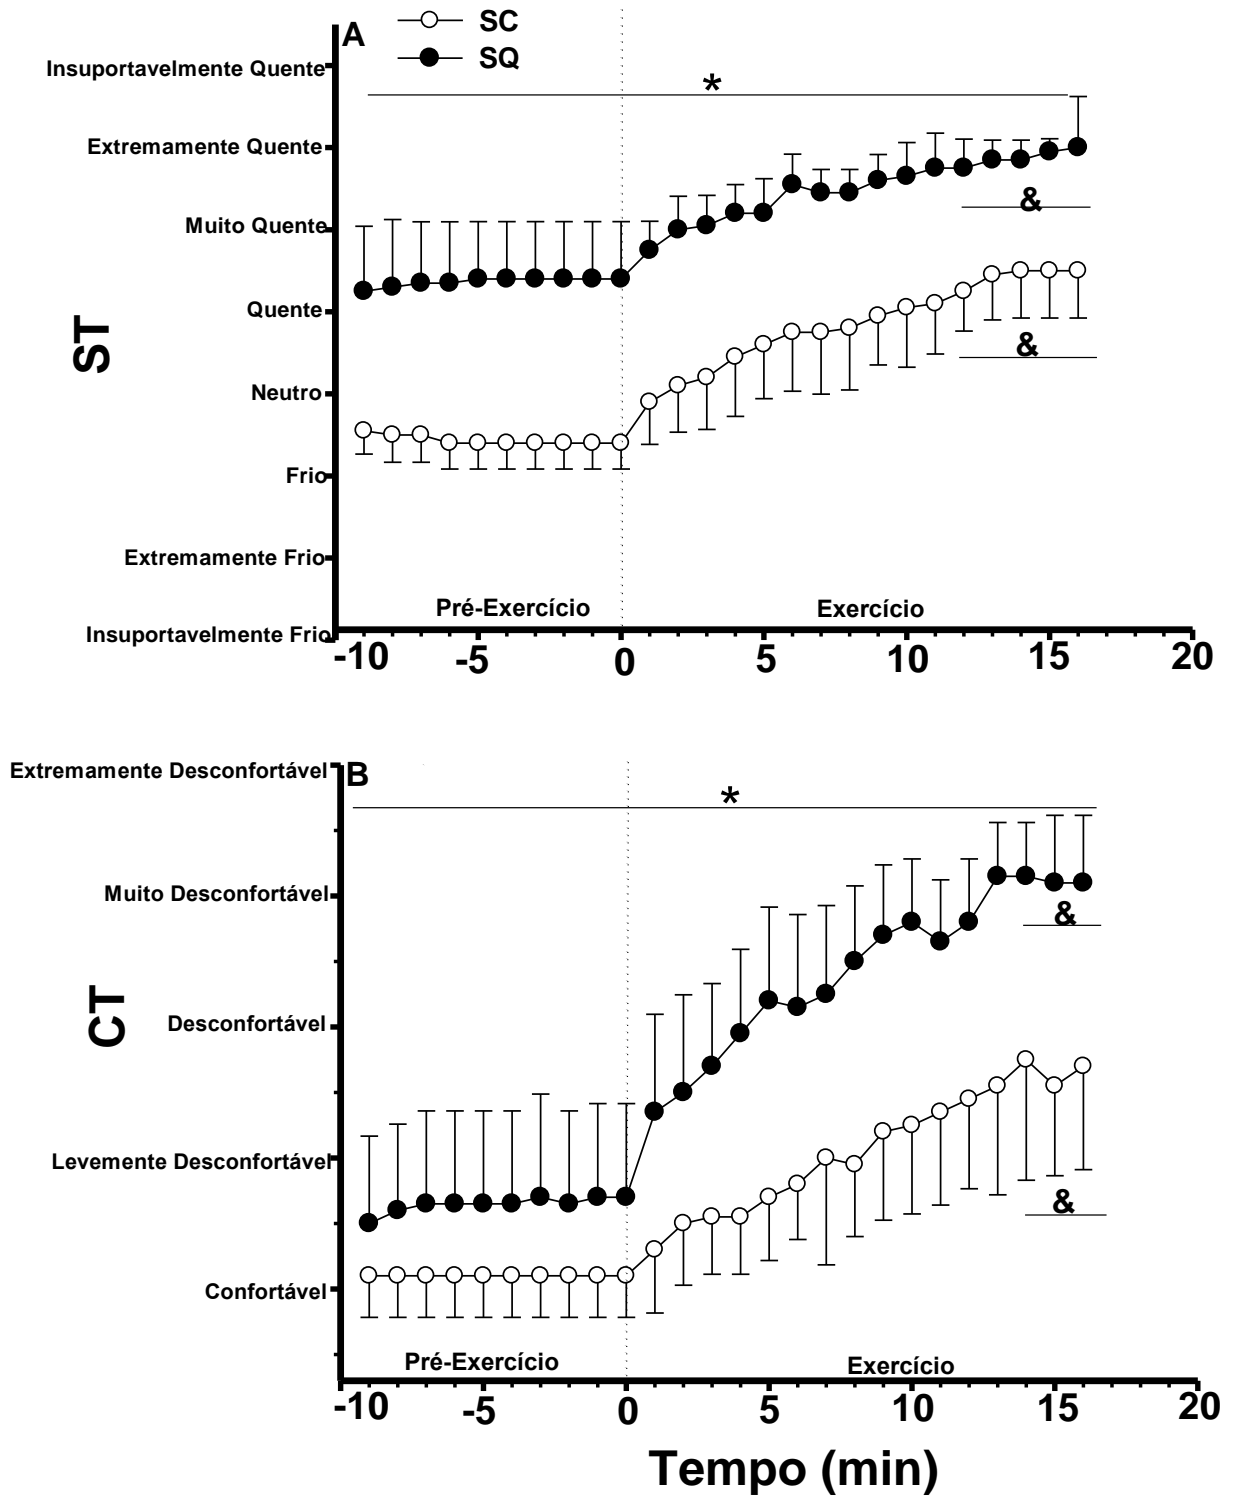 A
SC
SQ
Insuportavelmente Quente
*
Extremamente Quente
Muito Quente
&
Quente
ST
&
Neutro
Frio
Extremamente Frio
Pré-Exercício Exercício
Insuportavelmente Frio
-10 -5 0 5 10 15 20
Extremamente Desconfortável
B
*
Muito Desconfortável
&
CT
Desconfortável
Levemente Desconfortável
&
Confortável
Pré-Exercício Exercício
-10 -5 0 5 10 15 20
Tempo (min)